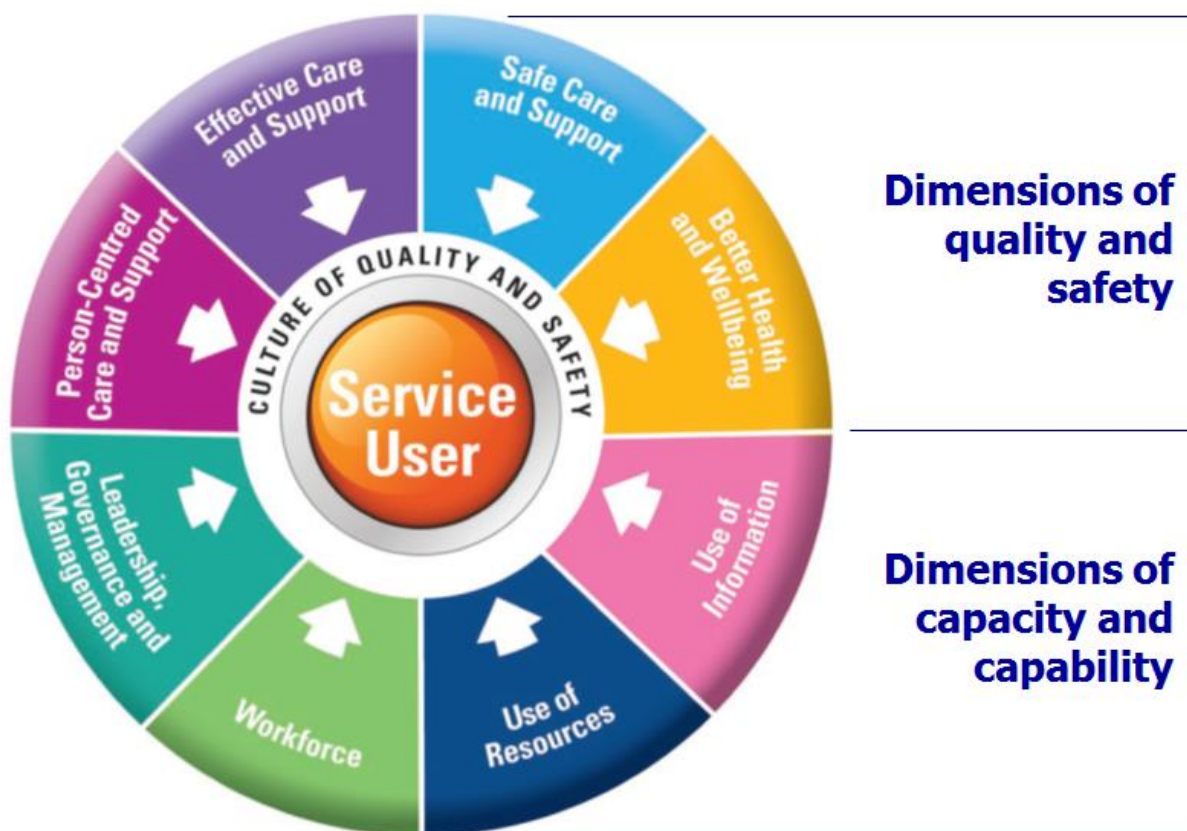 Effective Care
and Support
Safe Care
and Support
Better Health
and Wellbeing
Person-Centred
Care and Support
CULTURE OF QUALITY AND SAFETY
Service
User
Leadership,
Governance and
Management
Workforce
Use of
Resources
Use of
Information
Dimensions of
quality and
safety
Dimensions of
capacity and
capability